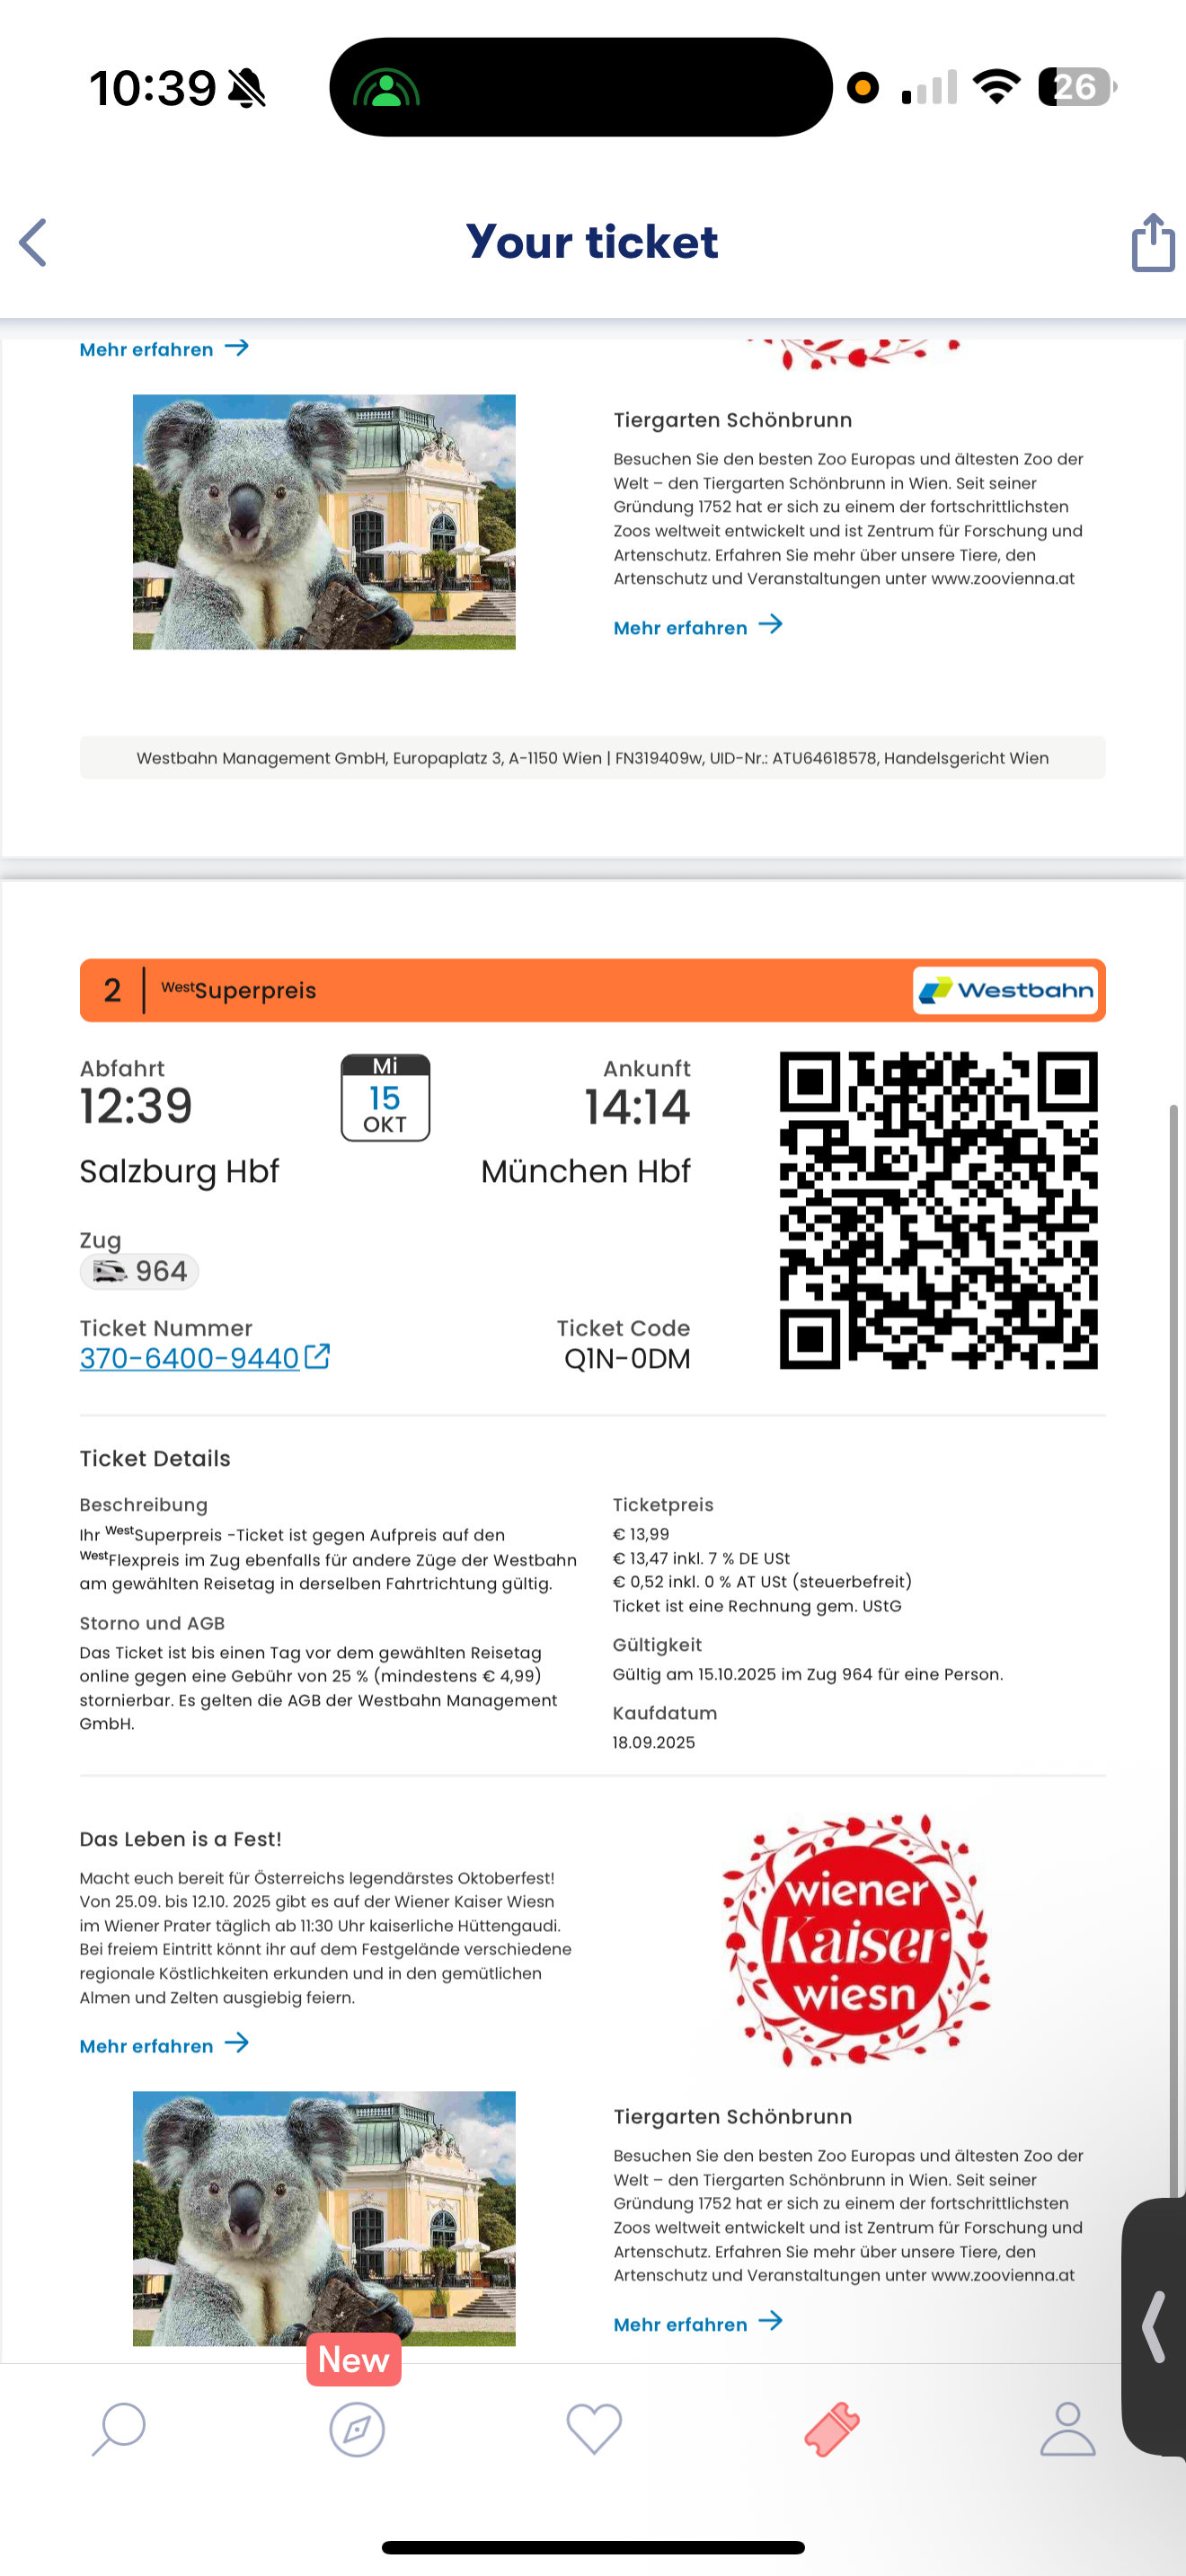 10:39
26
Your ticket
Mehr erfahren
Tiergarten Schönbrunn
Besuchen Sie den besten Zoo Europas und ältesten Zoo der
Welt – den Tiergarten Schönbrunn in Wien. Seit seiner
Gründung 1752 hat er sich zu einem der fortschrittlichsten
Zoos weltweit entwickelt und ist Zentrum für Forschung und
Artenschutz. Erfahren Sie mehr über unsere Tiere, den
Artenschutz und Veranstaltungen unter www.zoovienna.at
Mehr erfahren
Westbahn Management GmbH, Europaplatz 3, A-1150 Wien | FN319409w, UID-Nr.: ATU64618578, Handelsgericht Wien
2 | WestSuperpreis
Westbahn
Abfahrt
12:39
Mi
15
OKT
Ankunft
14:14
Salzburg Hbf
München Hbf
Zug
964
Ticket Nummer
370-6400-9440
Ticket Code
Q1N-0DM
Ticket Details
Beschreibung
Ihr WestSuperpreis -Ticket ist gegen Aufpreis auf den
WestFlexpreis im Zug ebenfalls für andere Züge der Westbahn
am gewählten Reisetag in derselben Fahrtrichtung gültig.
Storno und AGB
Das Ticket ist bis einen Tag vor dem gewählten Reisetag
online gegen eine Gebühr von 25 % (mindestens € 4,99)
stornierbar. Es gelten die AGB der Westbahn Management
GmbH.
Ticketpreis
€ 13,99
€ 13,47 inkl. 7 % DE USt
€ 0,52 inkl. 0 % AT USt (steuerbefreit)
Ticket ist eine Rechnung gem. UStG
Gültigkeit
Gültig am 15.10.2025 im Zug 964 für eine Person.
Kaufdatum
18.09.2025
Das Leben is a Fest!
Macht euch bereit für Österreichs legendärstes Oktoberfest!
Von 25.09. bis 12.10. 2025 gibt es auf der Wiener Kaiser Wiesn
im Wiener Prater täglich ab 11:30 Uhr kaiserliche Hüttengaudi.
Bei freiem Eintritt könnt ihr auf dem Festgelände verschiedene
regionale Köstlichkeiten erkunden und in den gemütlichen
Almen und Zelten ausgiebig feiern.
Mehr erfahren
wiener
Kaiser
wiesn
Tiergarten Schönbrunn
Besuchen Sie den besten Zoo Europas und ältesten Zoo der
Welt – den Tiergarten Schönbrunn in Wien. Seit seiner
Gründung 1752 hat er sich zu einem der fortschrittlichsten
Zoos weltweit entwickelt und ist Zentrum für Forschung und
Artenschutz. Erfahren Sie mehr über unsere Tiere, den
Artenschutz und Veranstaltungen unter www.zoovienna.at
Mehr erfahren
New